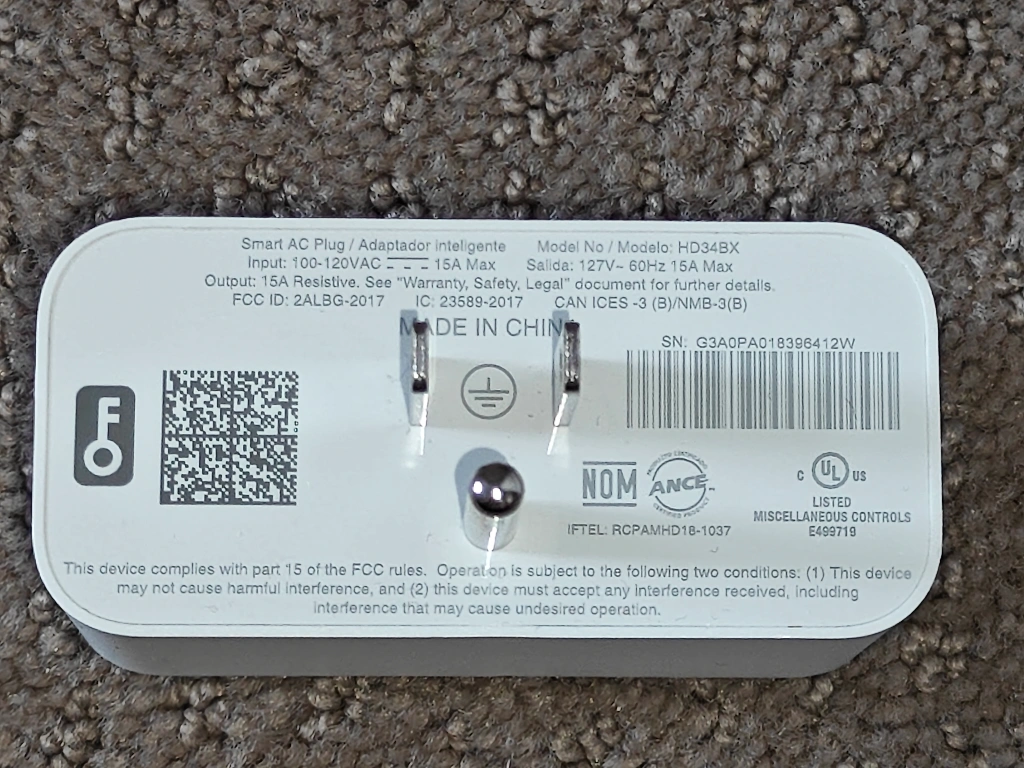 Smart AC Plug / Adaptador inteligente Model No / Modelo: HD34BX
Input: 100-120VAC 15A Max Salida: 127V~ 60Hz 15A Max
Output: 15A Resistive. See "Warranty, Safety, Legal" document for further details.
FCC ID: 2ALBG-2017 IC: 23589-2017 CAN ICES -3 (B)/NMB-3(B)
MADE IN CHINA
SN: G3A0PA018396412W
F
NOM
PRODUCTO CERTIFICADO
ANCE™
CERTIFIED PRODUCT
C UL US
LISTED
MISCELLANEOUS CONTROLS
E499719
IFTEL: RCPAMHD18-1037
This device complies with part 15 of the FCC rules. Operation is subject to the following two conditions: (1) This device
may not cause harmful interference, and (2) this device must accept any interference received, including
interference that may cause undesired operation.